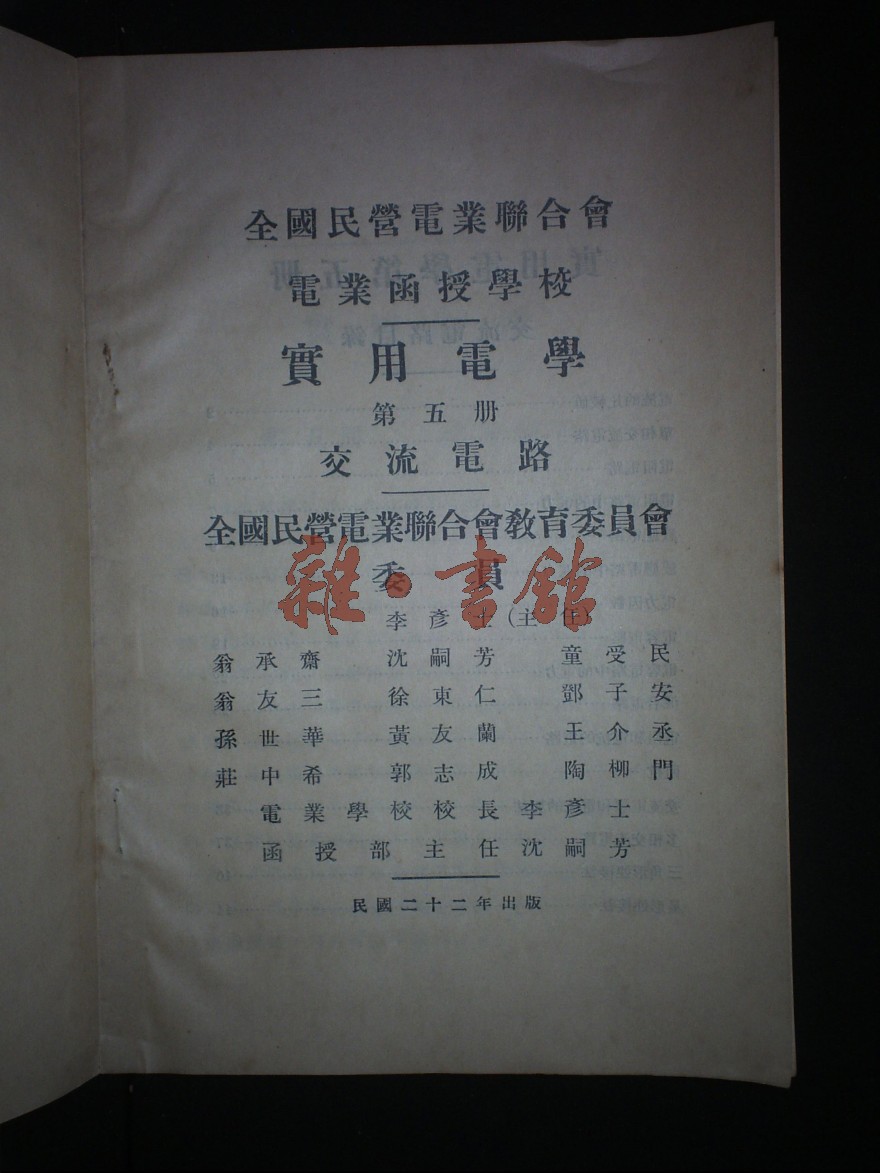 全國民營電業聯合會
電業函授學校
實用電學
第五册
交流電路
全國民營電業聯合會教育委員會
委員
李彥士(主任)
翁承齋 沈嗣芳 童受民
翁友三 徐東仁 鄧子安
孫世華 黃友蘭 王介丞
莊中希 郭志成 陶柳門
電業學校校長李彥士
函授部主任沈嗣芳
民國二十二年出版
雜·書館